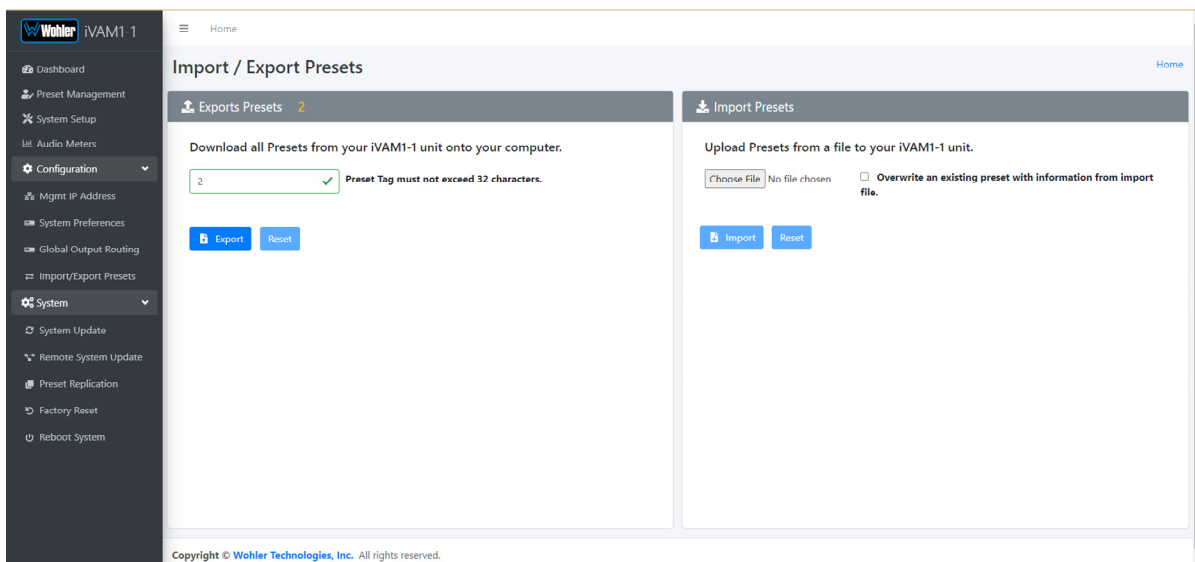 Wohler iVAM1-1
Dashboard
Preset Management
System Setup
Audio Meters
Configuration
Mgmt IP Address
System Preferences
Global Output Routing
Import/Export Presets
System
System Update
Remote System Update
Preset Replication
Factory Reset
Reboot System
Home
Import / Export Presets
Home
Exports Presets 2
Download all Presets from your iVAM1-1 unit onto your computer.
2
Preset Tag must not exceed 32 characters.
Export Reset
Import Presets
Upload Presets from a file to your iVAM1-1 unit.
Choose File No file chosen
Overwrite an existing preset with information from import
file.
Import Reset
Copyright © Wohler Technologies, Inc. All rights reserved.